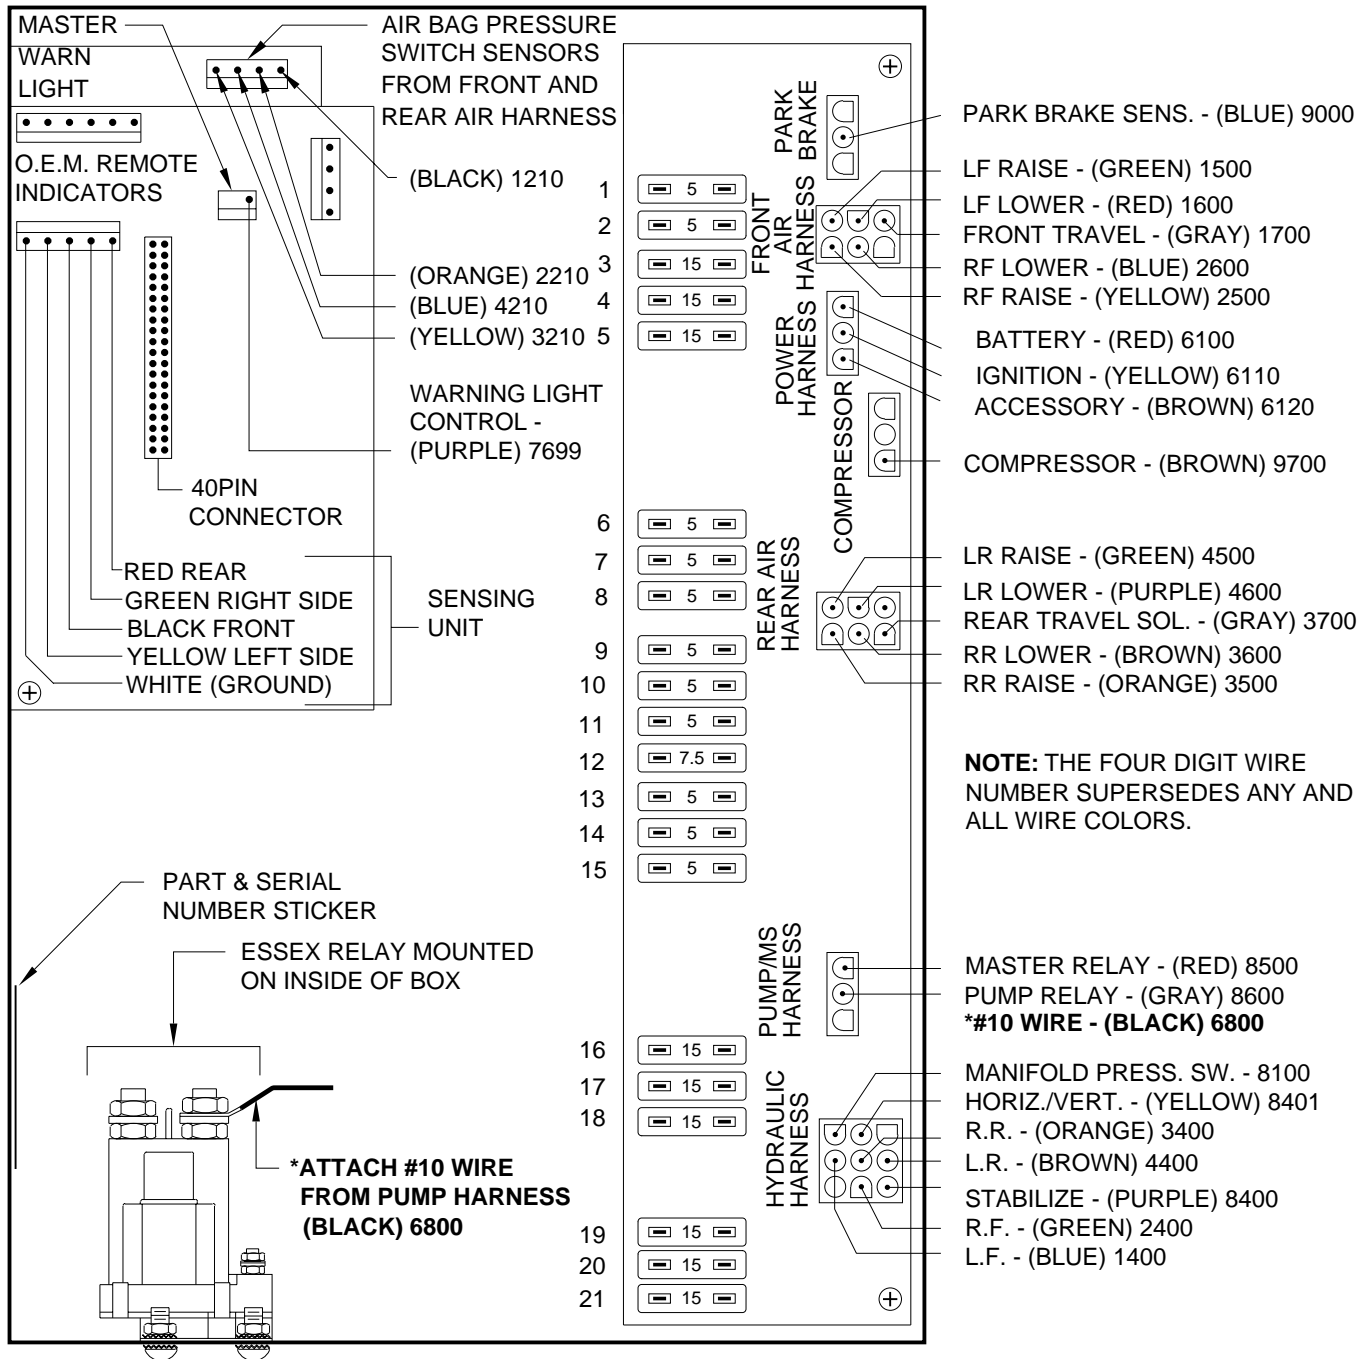 MASTER
WARN
LIGHT
AIR BAG PRESSURE
SWITCH SENSORS
FROM FRONT AND
REAR AIR HARNESS
O.E.M. REMOTE
INDICATORS
(BLACK) 1210
(ORANGE) 2210
(BLUE) 4210
(YELLOW) 3210
WARNING LIGHT
CONTROL -
(PURPLE) 7699
40PIN
CONNECTOR
RED REAR
GREEN RIGHT SIDE
BLACK FRONT
YELLOW LEFT SIDE
WHITE (GROUND)
SENSING
UNIT
PART & SERIAL
NUMBER STICKER
ESSEX RELAY MOUNTED
ON INSIDE OF BOX
*ATTACH #10 WIRE
FROM PUMP HARNESS
(BLACK) 6800
1 5
2 5
3 15
4 15
5 15
6 5
7 5
8 5
9 5
10 5
11 5
12 7.5
13 5
14 5
15 5
16 15
17 15
18 15
19 15
20 15
21 15
PARK
BRAKE
FRONT
AIR
HARNESS
POWER
HARNESS
COMPRESSOR
REAR AIR
HARNESS
PUMP/MS
HARNESS
HYDRAULIC
HARNESS
PARK BRAKE SENS. - (BLUE) 9000
LF RAISE - (GREEN) 1500
LF LOWER - (RED) 1600
FRONT TRAVEL - (GRAY) 1700
RF LOWER - (BLUE) 2600
RF RAISE - (YELLOW) 2500
BATTERY - (RED) 6100
IGNITION - (YELLOW) 6110
ACCESSORY - (BROWN) 6120
COMPRESSOR - (BROWN) 9700
LR RAISE - (GREEN) 4500
LR LOWER - (PURPLE) 4600
REAR TRAVEL SOL. - (GRAY) 3700
RR LOWER - (BROWN) 3600
RR RAISE - (ORANGE) 3500
NOTE: THE FOUR DIGIT WIRE
NUMBER SUPERSEDES ANY AND
ALL WIRE COLORS.
MASTER RELAY - (RED) 8500
PUMP RELAY - (GRAY) 8600
*#10 WIRE - (BLACK) 6800
MANIFOLD PRESS. SW. - 8100
HORIZ./VERT. - (YELLOW) 8401
R.R. - (ORANGE) 3400
L.R. - (BROWN) 4400
STABILIZE - (PURPLE) 8400
R.F. - (GREEN) 2400
L.F. - (BLUE) 1400